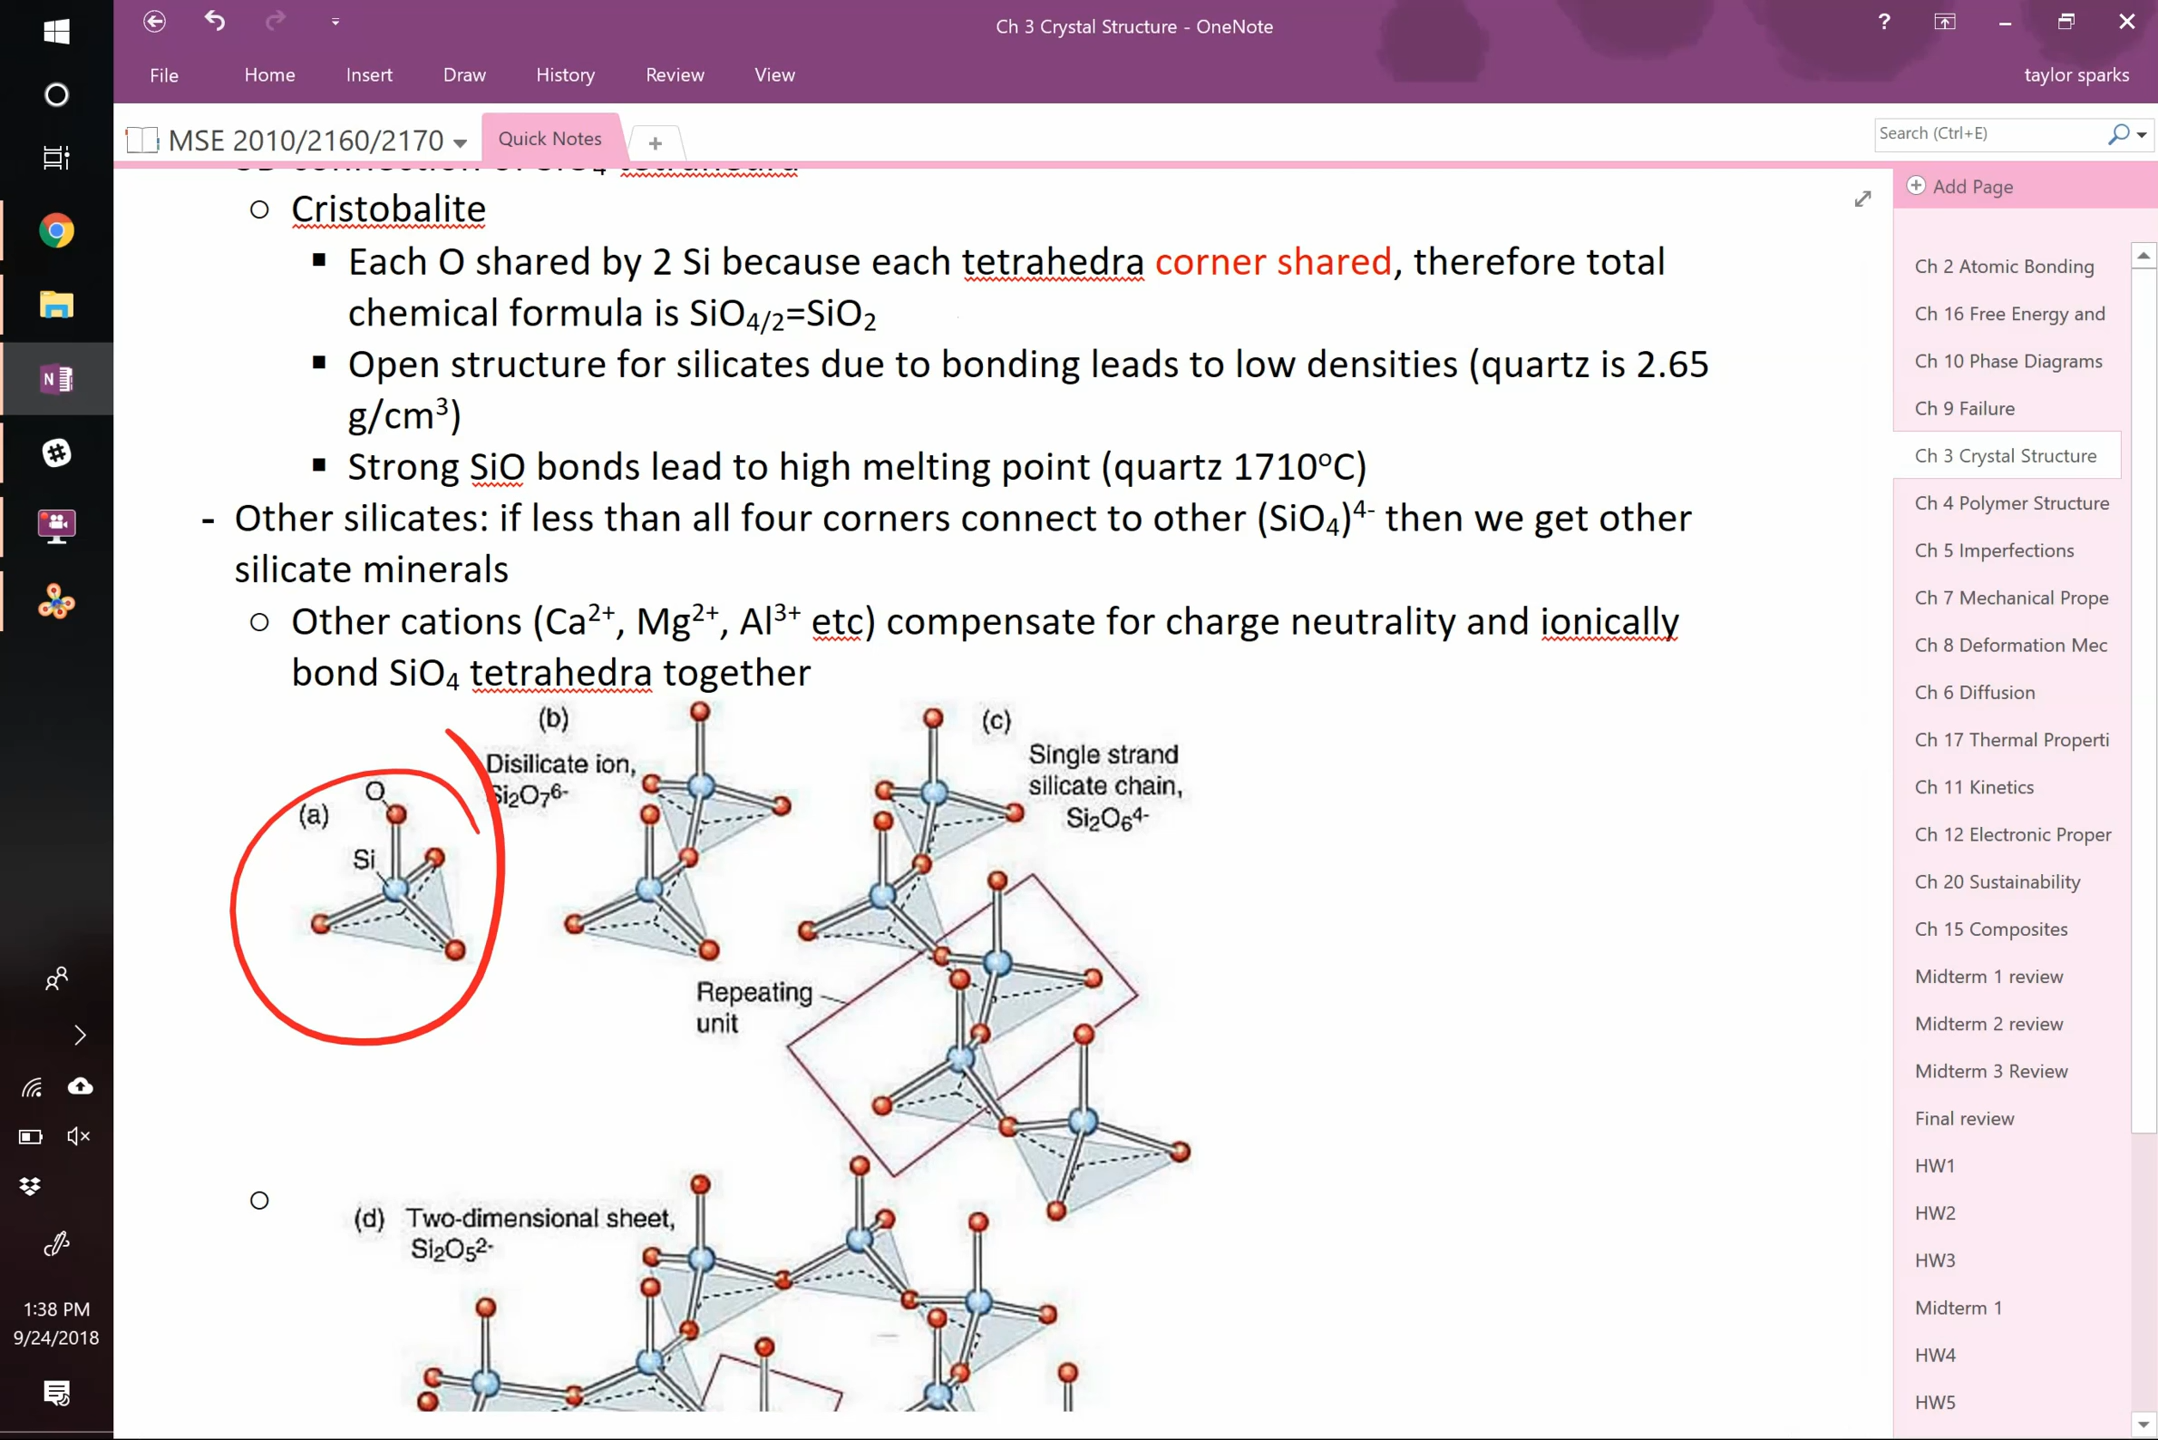 Ch 3 Crystal Structure - OneNote
?
File Home Insert Draw History Review View
taylor sparks
MSE 2010/2160/2170
Quick Notes
+
Search (Ctrl+E)
Cristobalite
Each O shared by 2 Si because each tetrahedra corner shared, therefore total
chemical formula is SiO4/2=SiO2
Open structure for silicates due to bonding leads to low densities (quartz is 2.65
g/cm³)
Strong SiO bonds lead to high melting point (quartz 1710°C)
- Other silicates: if less than all four corners connect to other (SiO₄)⁴⁻ then we get other
silicate minerals
Other cations (Ca²⁺, Mg²⁺, Al³⁺ etc) compensate for charge neutrality and ionically
bond SiO₄ tetrahedra together
(a)
O
Si
(b)
Disilicate ion,
Si₂O₇⁶⁻
(c)
Single strand
silicate chain,
Si₂O₆⁴⁻
Repeating
unit
(d) Two-dimensional sheet,
Si₂O₅²⁻
Add Page
Ch 2 Atomic Bonding
Ch 16 Free Energy and
Ch 10 Phase Diagrams
Ch 9 Failure
Ch 3 Crystal Structure
Ch 4 Polymer Structure
Ch 5 Imperfections
Ch 7 Mechanical Prope
Ch 8 Deformation Mec
Ch 6 Diffusion
Ch 17 Thermal Properti
Ch 11 Kinetics
Ch 12 Electronic Proper
Ch 20 Sustainability
Ch 15 Composites
Midterm 1 review
Midterm 2 review
Midterm 3 Review
Final review
HW1
HW2
HW3
Midterm 1
HW4
HW5
1:38 PM
9/24/2018